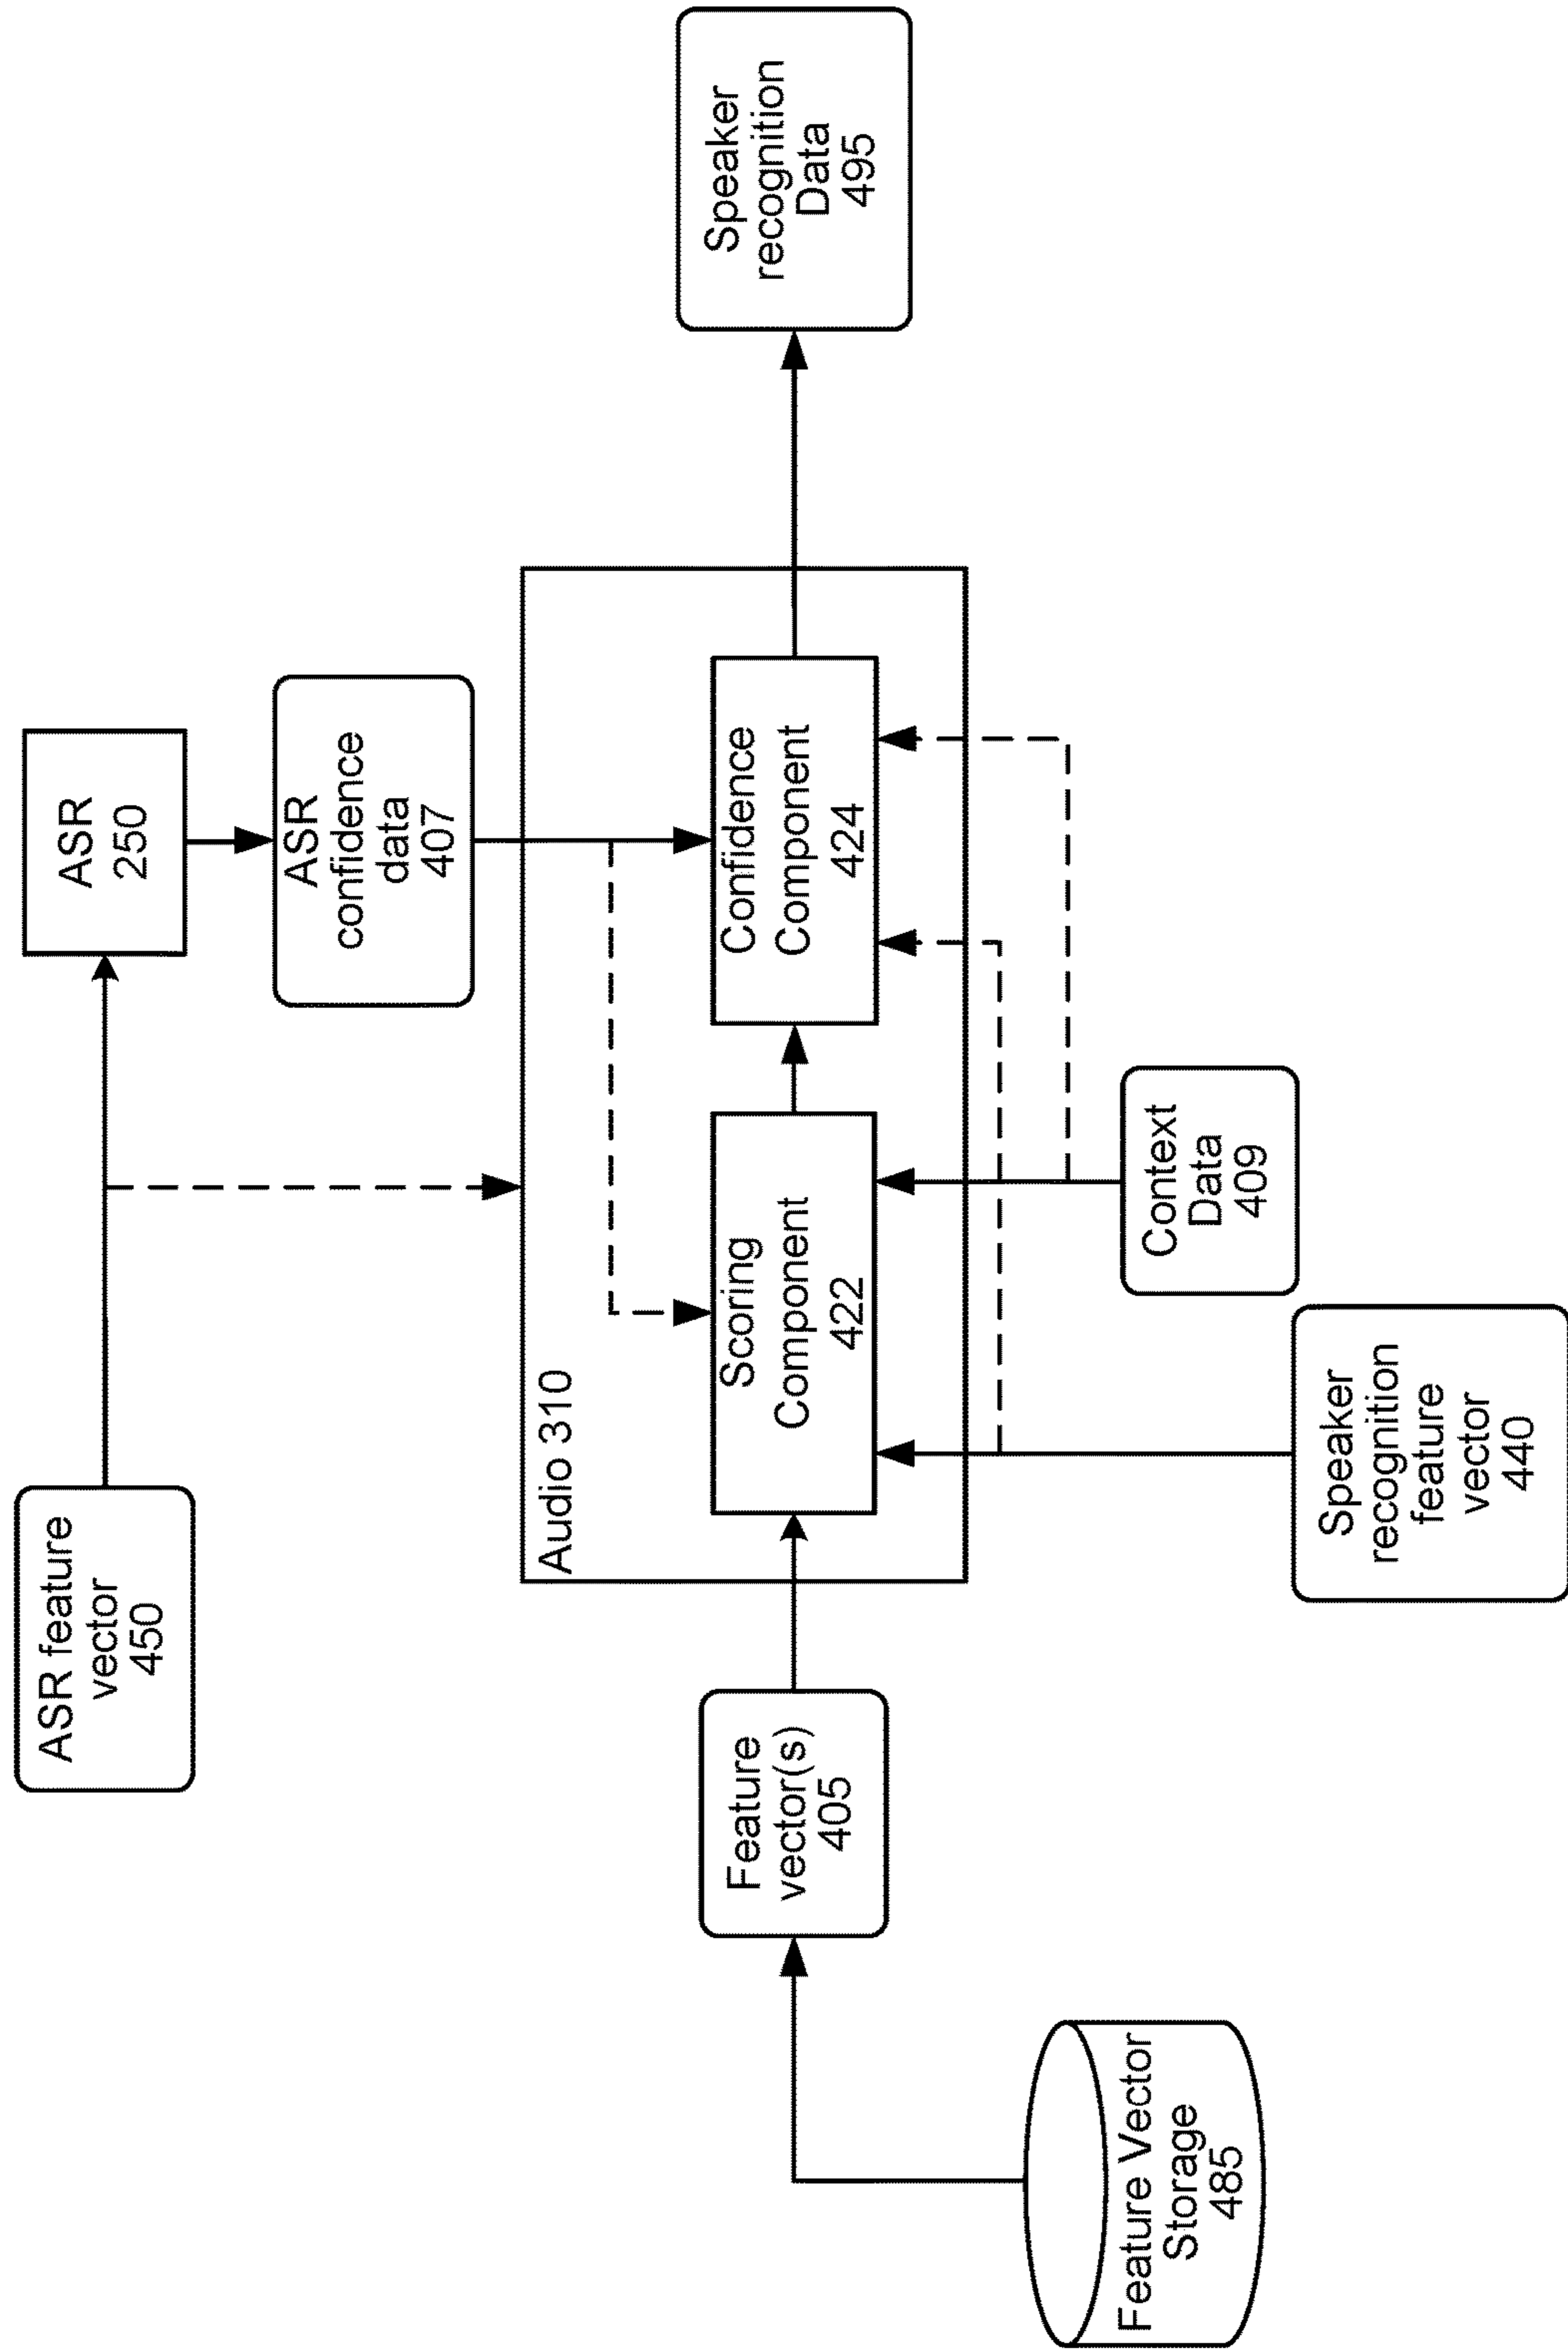 ASR feature
vector
450
ASR
250
ASR
confidence
data
407
Audio 310
Feature Vector
Storage
485
Feature
vector(s)
405
Scoring
Component
422
Confidence
Component
424
Speaker
recognition
Data
495
Speaker
recognition
feature
vector
440
Context
Data
409